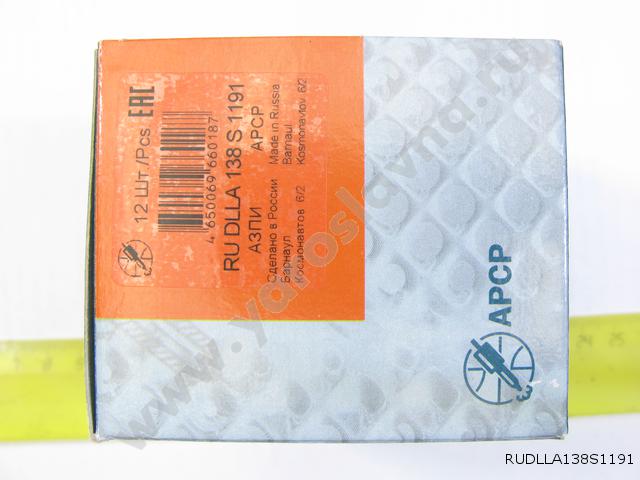 12 Шт /Pcs EAC
4 650069 660187
RU DLLA 138 S 1191
АЗПИ APCP
Сделано в России Made in Russia
Барнаул Barnaul
Космонавтов 6/2 Kosmonavtov 6/2
APCP
www.yaroslavna.ru
RUDLLA138S1191